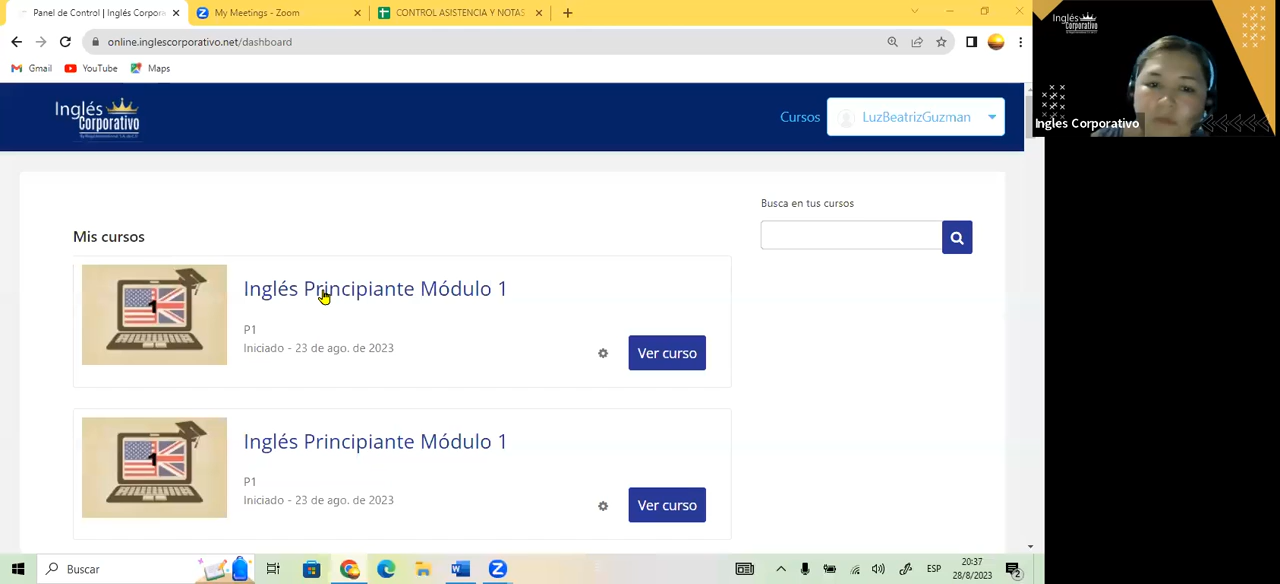 Panel de Control | Inglés Corpora
My Meetings - Zoom
CONTROL ASISTENCIA Y NOTAS
online.inglescorporativo.net/dashboard
Gmail
YouTube
Maps
Inglés
Corporativo
Cursos
LuzBeatrizGuzman
Inglés
Corporativo
Ingles Corporativo
Busca en tus cursos
Mis cursos
1
Inglés Principiante Módulo 1
P1
Iniciado - 23 de ago. de 2023
Ver curso
1
Inglés Principiante Módulo 1
P1
Iniciado - 23 de ago. de 2023
Ver curso
Buscar
ESP
20:37
28/8/2023
2